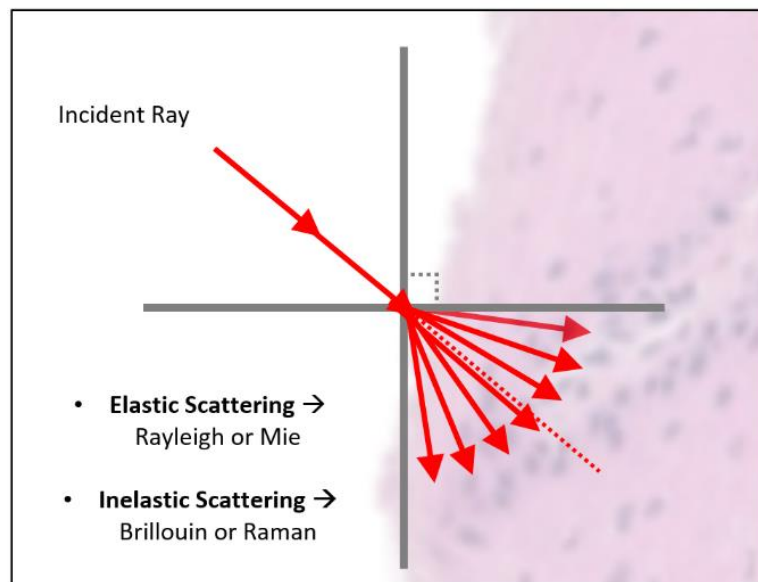 Incident Ray
• Elastic Scattering →
Rayleigh or Mie
• Inelastic Scattering →
Brillouin or Raman